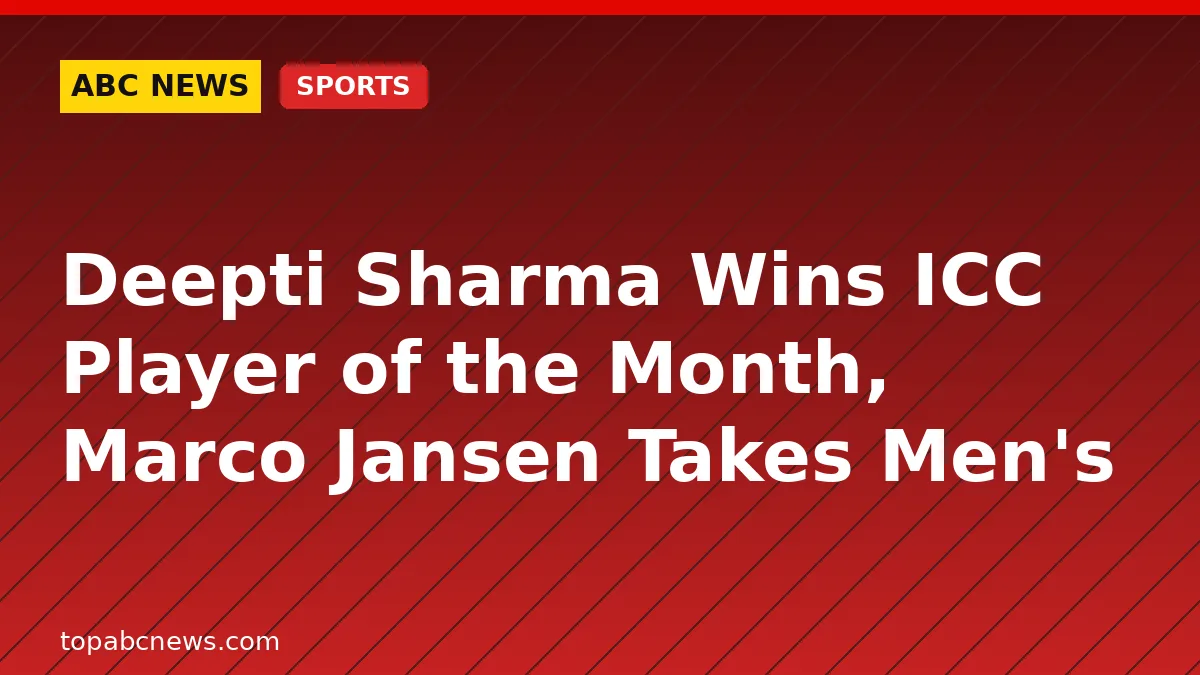 ABC NEWS
SPORTS
Deepti Sharma Wins ICC
Player of the Month,
Marco Jansen Takes Men's
topabcnews.com